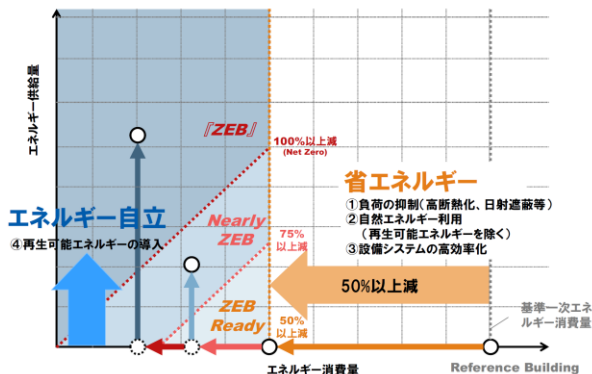 エネルギー供給量
『ZEB』
100%以上減
(Net Zero)
省エネルギー
①負荷の抑制(高断熱化、日射遮蔽等)
②自然エネルギー利用
(再生可能エネルギーを除く)
③設備システムの高効率化
エネルギー自立
④再生可能エネルギーの導入
Nearly
ZEB
75%
以上減
50%以上減
ZEB
Ready
50%
以上減
基準一次エネ
ルギー消費量
エネルギー消費量
Reference Building